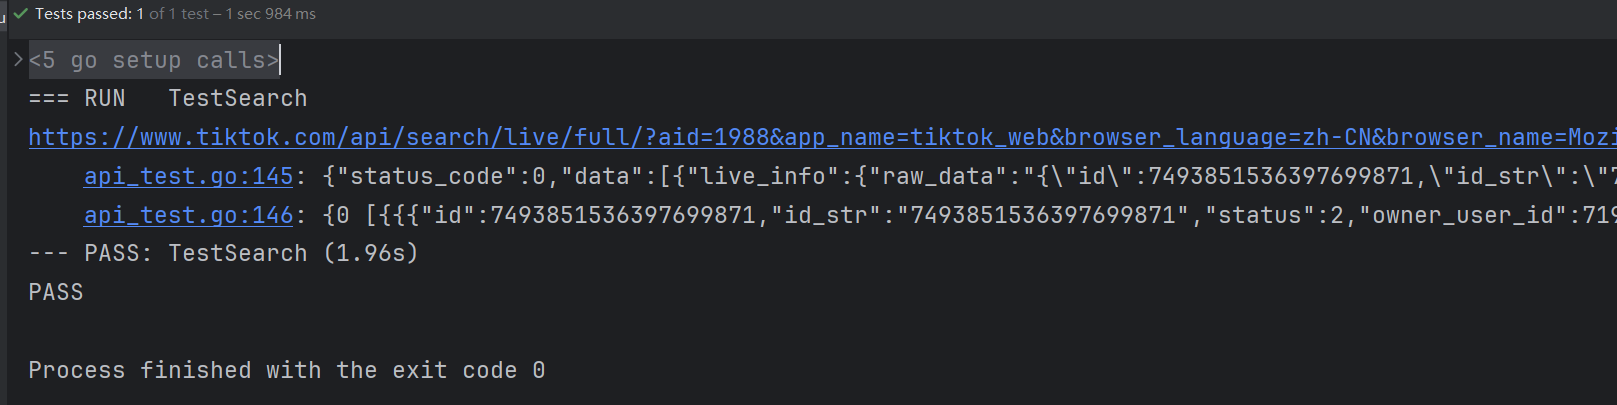 Tests passed: 1 of 1 test – 1 sec 984 ms
<5 go setup calls>
=== RUN   TestSearch
https://www.tiktok.com/api/search/live/full/?aid=1988&app_name=tiktok_web&browser_language=zh-CN&browser_name=Mozi
api_test.go:145: {"status_code":0,"data":[{"live_info":{"raw_data":"{\"id\":7493851536397699871,\"id_str\":\"7
api_test.go:146: {0 [{{{"id":7493851536397699871,"id_str":"7493851536397699871","status":2,"owner_user_id":719
--- PASS: TestSearch (1.96s)
PASS
Process finished with the exit code 0